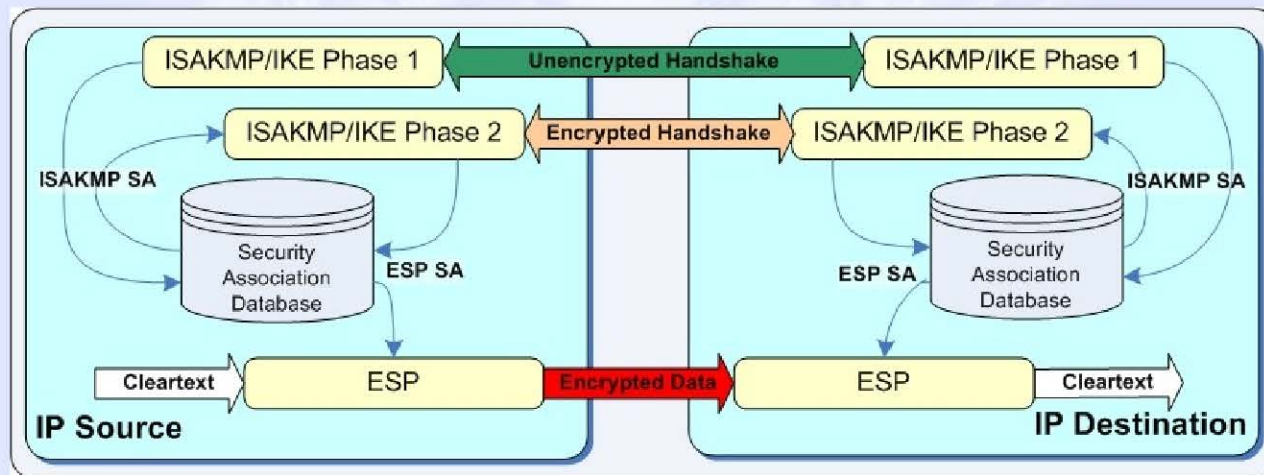 ISAKMP/IKE Phase 1
Unencrypted Handshake
ISAKMP/IKE Phase 1
ISAKMP/IKE Phase 2
Encrypted Handshake
ISAKMP/IKE Phase 2
ISAKMP SA
ISAKMP SA
Security
Association
Database
ESP SA
ESP SA
Security
Association
Database
Cleartext
ESP
Encrypted Data
ESP
Cleartext
IP Source
IP Destination